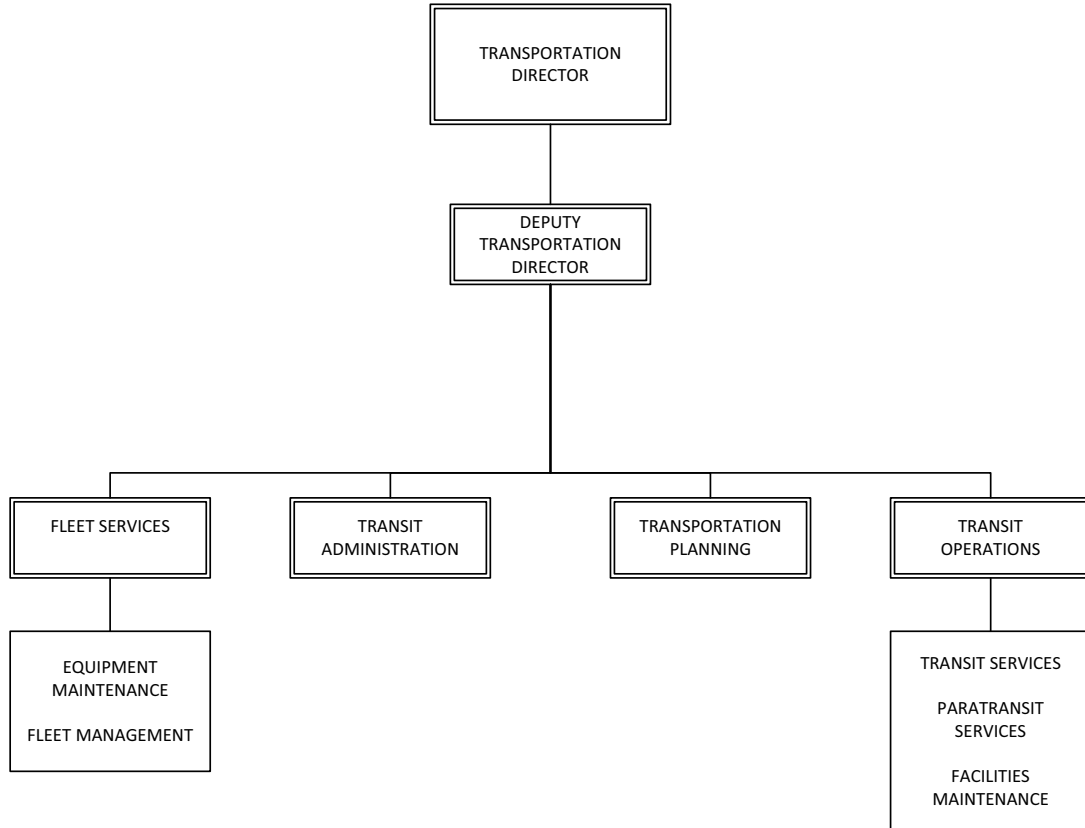 TRANSPORTATION
DIRECTOR
DEPUTY
TRANSPORTATION
DIRECTOR
FLEET SERVICES
TRANSIT
ADMINISTRATION
TRANSPORTATION
PLANNING
TRANSIT
OPERATIONS
EQUIPMENT
MAINTENANCE
FLEET MANAGEMENT
TRANSIT SERVICES
PARATRANSIT
SERVICES
FACILITIES
MAINTENANCE